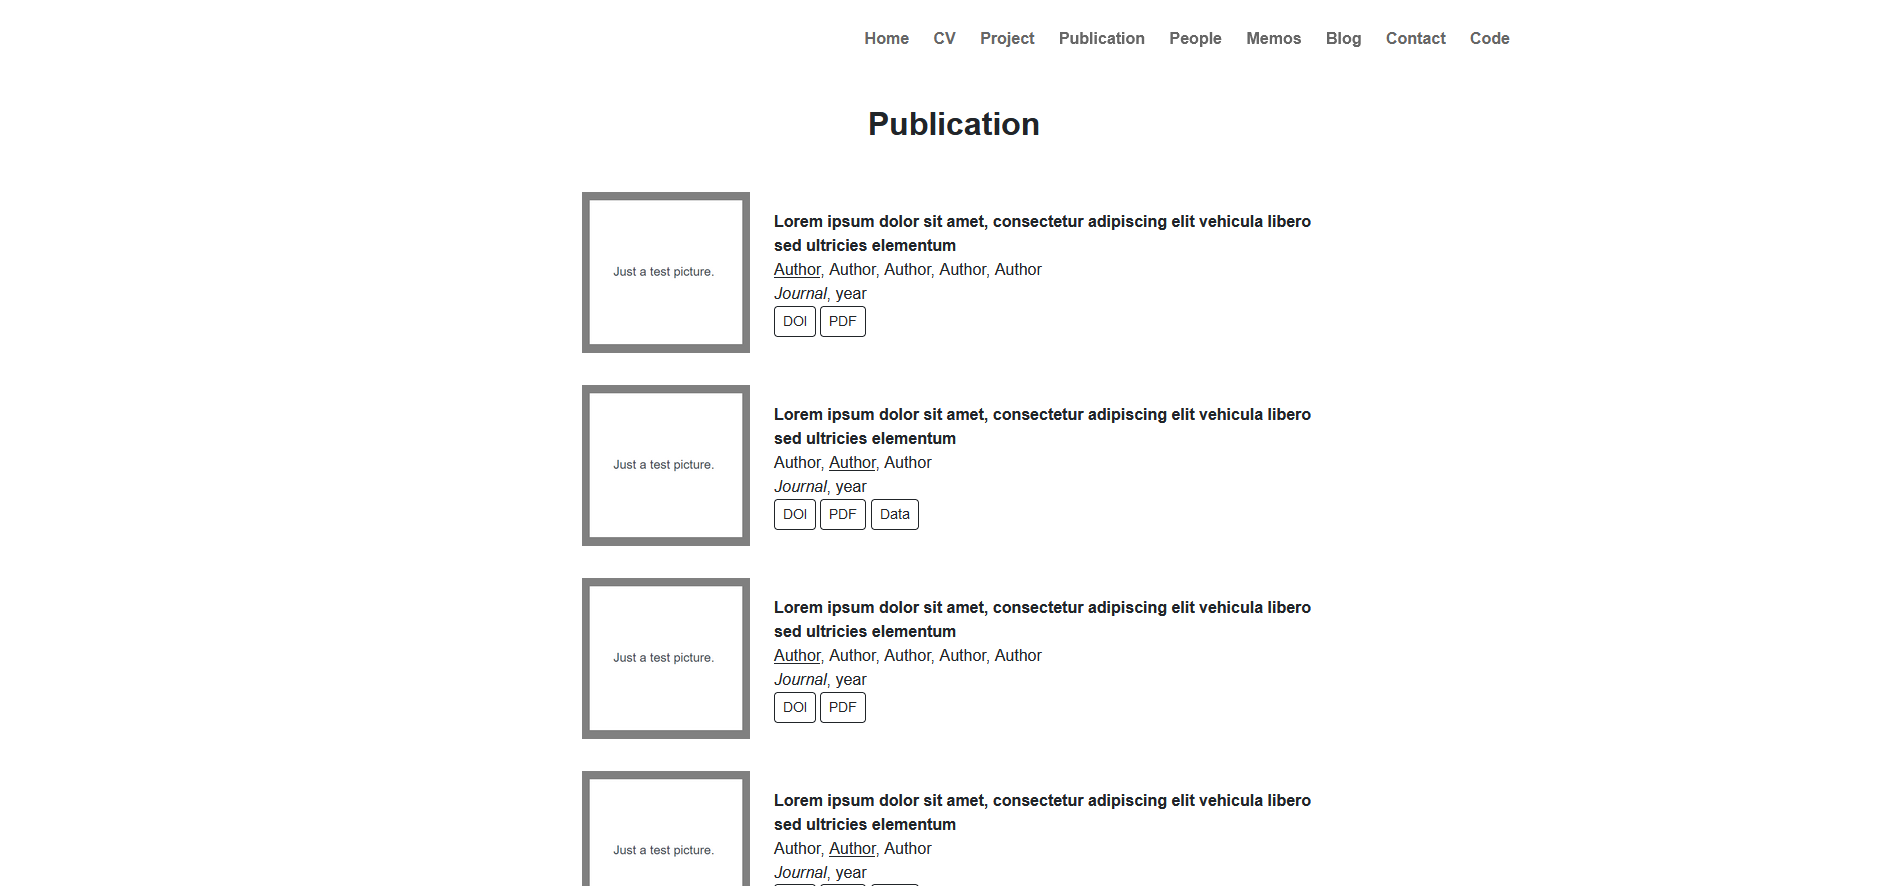 Home CV Project Publication People Memos Blog Contact Code
Publication
Just a test picture.
Lorem ipsum dolor sit amet, consectetur adipiscing elit vehicula libero
sed ultricies elementum
Author, Author, Author, Author, Author
Journal, year
DOI PDF
Just a test picture.
Lorem ipsum dolor sit amet, consectetur adipiscing elit vehicula libero
sed ultricies elementum
Author, Author, Author
Journal, year
DOI PDF Data
Just a test picture.
Lorem ipsum dolor sit amet, consectetur adipiscing elit vehicula libero
sed ultricies elementum
Author, Author, Author, Author, Author
Journal, year
DOI PDF
Just a test picture.
Lorem ipsum dolor sit amet, consectetur adipiscing elit vehicula libero
sed ultricies elementum
Author, Author, Author
Journal, year